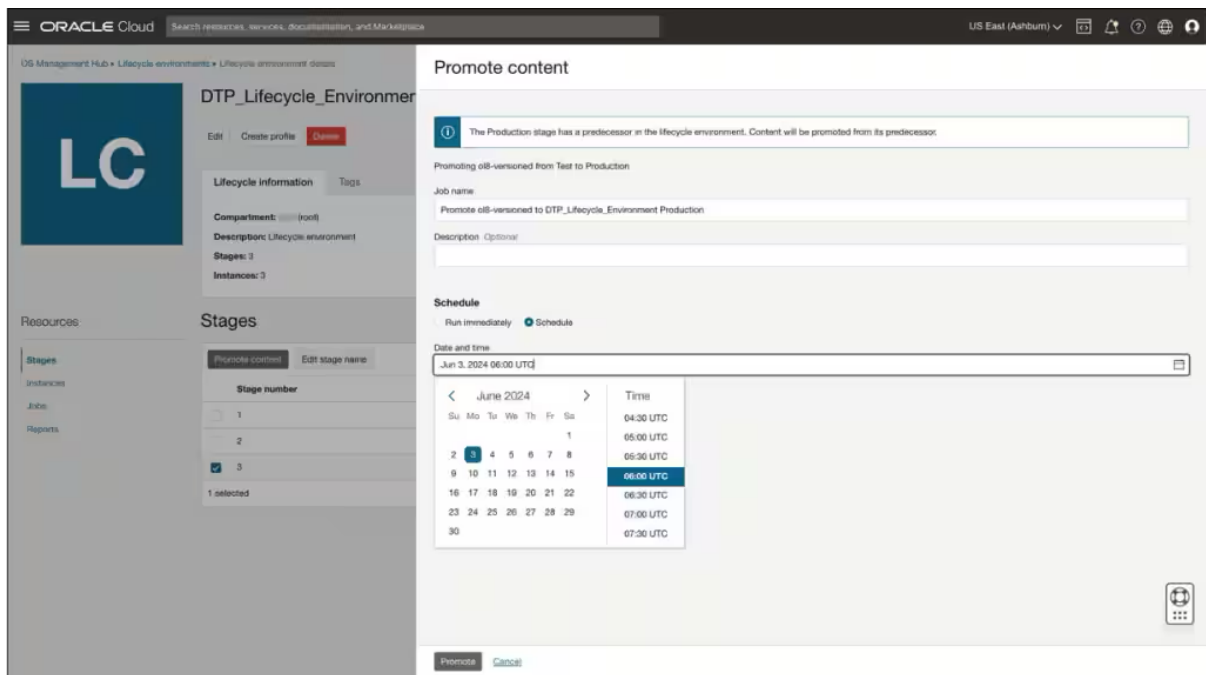 ORACLE Cloud
Search resources, services, documentation, and Marketplace
US East (Ashburn)
OS Management Hub
Lifecycle environments
Lifecycle environment details
LC
DTP_Lifecycle_Environmen
Edit
Create profile
Delete
Lifecycle information
Tags
Compartment: (root)
Description: Lifecycle environment
Stages: 3
Instances: 3
Resources
Stages
Instances
Jobs
Reports
Stages
Promote content
Edit stage name
Stage number
1
2
3
1 selected
Promote content
The Production stage has a predecessor in the lifecycle environment. Content will be promoted from its predecessor.
Promoting ol8-versioned from Test to Production
Job name
Promote ol8-versioned to DTP_Lifecycle_Environment Production
Description Optional
Schedule
Run immediately
Schedule
Date and time
Jun 3, 2024 06:00 UTC
June 2024
Su Mo Tu We Th Fr Sa
1
2 3 4 5 6 7 8
9 10 11 12 13 14 15
16 17 18 19 20 21 22
23 24 25 26 27 28 29
30
Time
04:30 UTC
05:00 UTC
05:30 UTC
06:00 UTC
06:30 UTC
07:00 UTC
07:30 UTC
Promote
Cancel